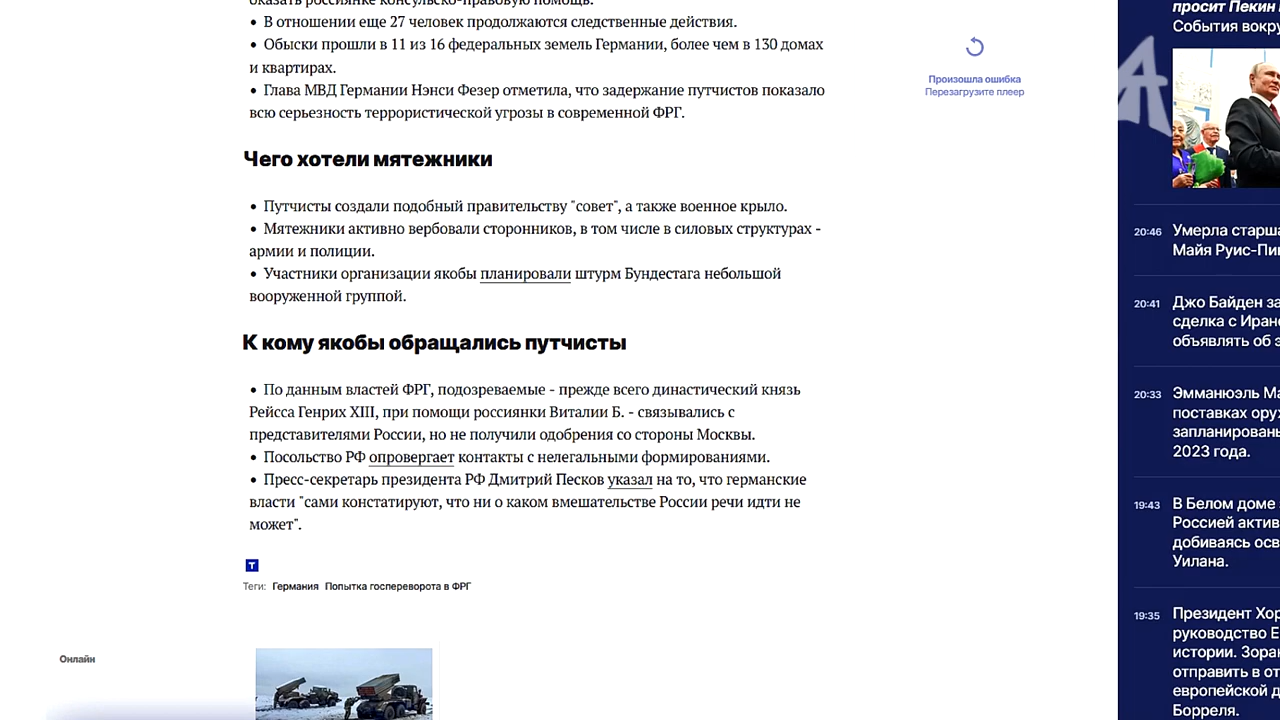 • В отношении еще 27 человек продолжаются следственные действия.
• Обыски прошли в 11 из 16 федеральных земель Германии, более чем в 130 домах
и квартирах.
• Глава МВД Германии Нэнси Фезер отметила, что задержание путчистов показало
всю серьезность террористической угрозы в современной ФРГ.
Чего хотели мятежники
• Путчисты создали подобный правительству "совет", а также военное крыло.
• Мятежники активно вербовали сторонников, в том числе в силовых структурах -
армии и полиции.
• Участники организации якобы планировали штурм Бундестага небольшой
вооруженной группой.
К кому якобы обращались путчисты
• По данным властей ФРГ, подозреваемые - прежде всего династический князь
Рейсса Генрих XIII, при помощи россиянки Виталии Б. - связывались с
представителями России, но не получили одобрения со стороны Москвы.
• Посольство РФ опровергает контакты с нелегальными формированиями.
• Пресс-секретарь президента РФ Дмитрий Песков указал на то, что германские
власти "сами констатируют, что ни о каком вмешательстве России речи идти не
может".
Т
Теги: Германия Попытка госпереворота в ФРГ
Онлайн
Произошла ошибка
Перезагрузите плеер
просит Пекин
События вокру
20:46 Умерла старша
Майя Руис-Пи
20:41 Джо Байден за
сделка с Иран
объявлять об
20:33 Эммануэль Ма
поставках ору
запланирован
2023 года.
19:43 В Белом доме
Россией актив
добиваясь осв
Уилана.
19:35 Президент Хор
руководство Е
истории. Зора
отправить в от
европейской д
Борреля.